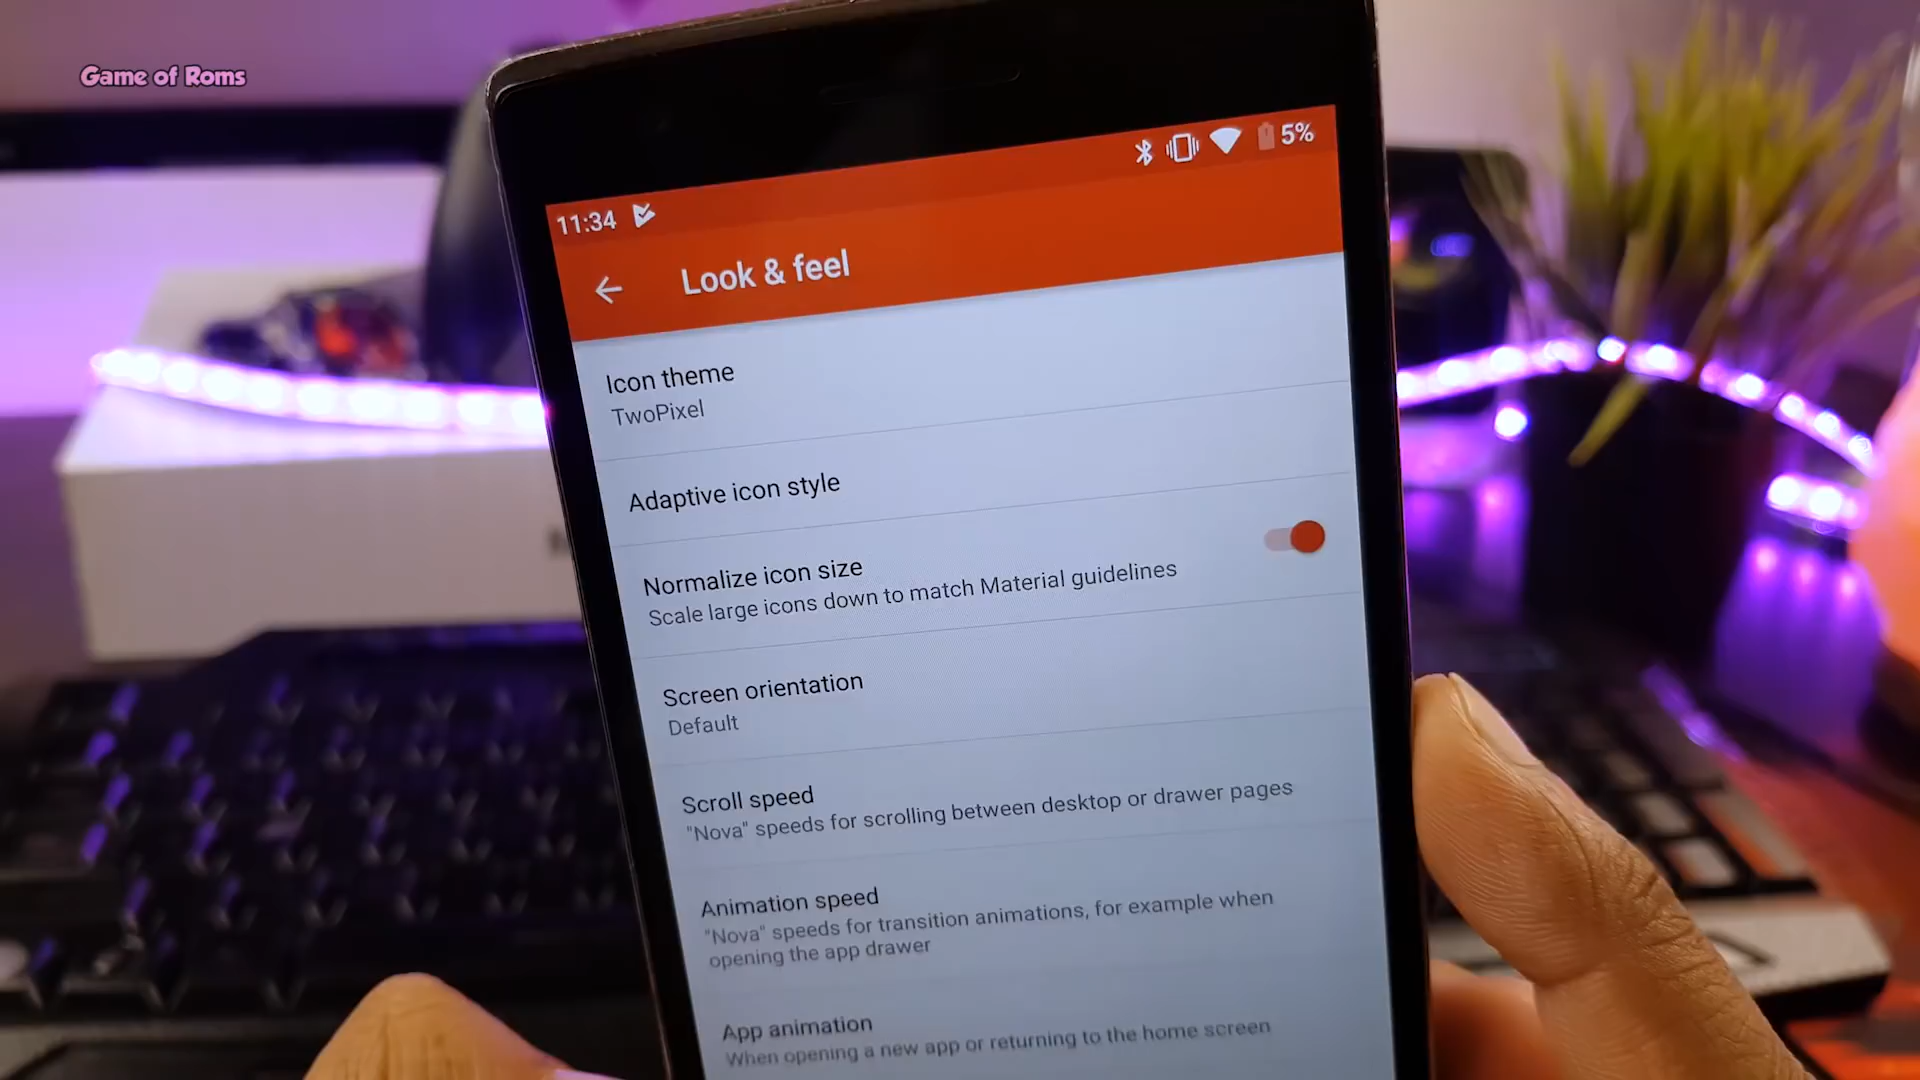 Game of Roms
11:34
5%
Look & feel
Icon theme
TwoPixel
Adaptive icon style
Normalize icon size
Scale large icons down to match Material guidelines
Screen orientation
Default
Scroll speed
"Nova" speeds for scrolling between desktop or drawer pages
Animation speed
"Nova" speeds for transition animations, for example when
opening the app drawer
App animation
When opening a new app or returning to the home screen